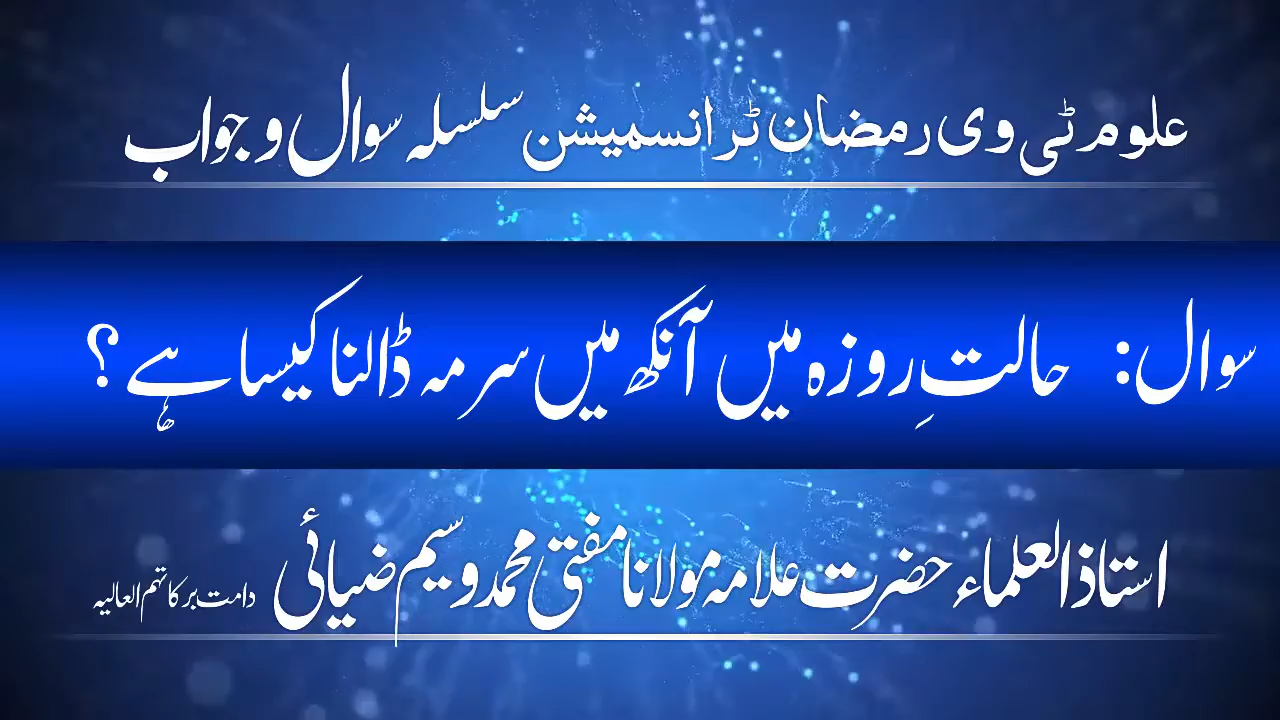 علوم ٹی وی رمضان ٹرانسمیشن سلسلہ سوال و جواب
سوال: حالتِ روزہ میں آنکھ میں سرمہ ڈالنا کیسا ہے؟
استاذ العلماء حضرت علامہ مولانا مفتی محمد وسیم ضیائی دامت برکاتہم العالیہ